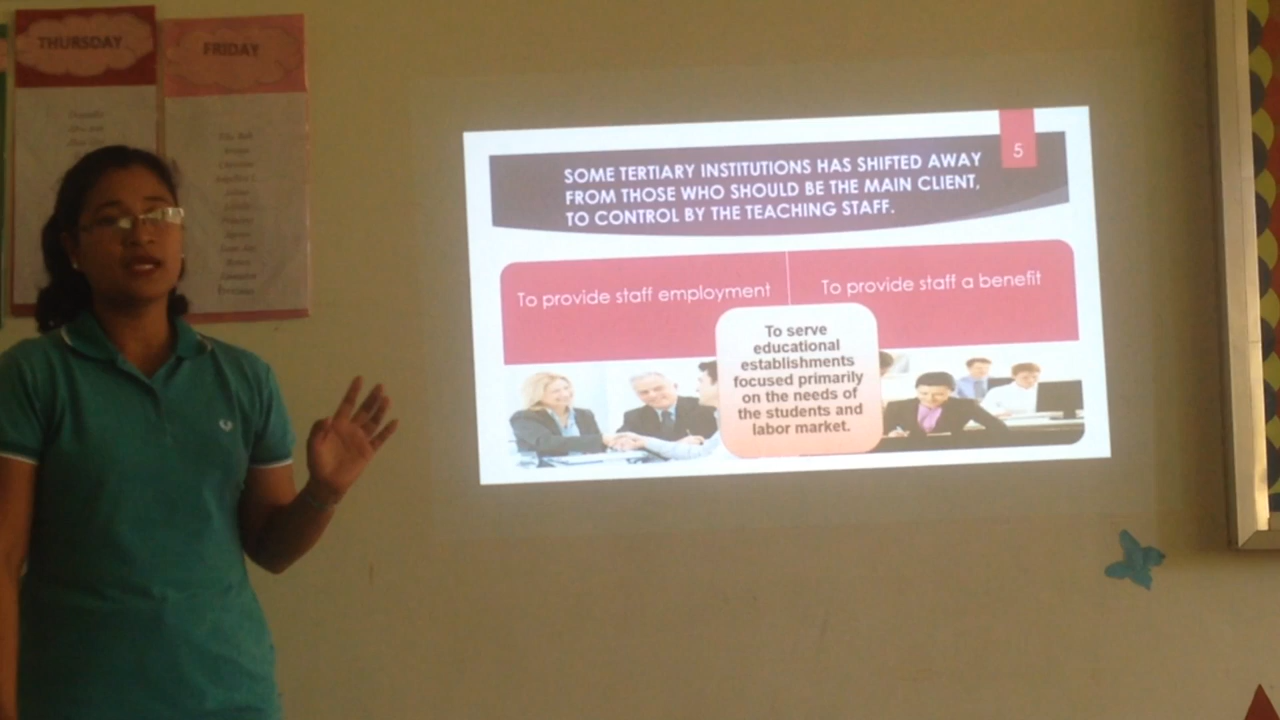 THURSDAY
FRIDAY
5
SOME TERTIARY INSTITUTIONS HAS SHIFTED AWAY
FROM THOSE WHO SHOULD BE THE MAIN CLIENT,
TO CONTROL BY THE TEACHING STAFF.
To provide staff employment
To provide staff a benefit
To serve
educational
establishments
focused primarily
on the needs of
the students and
labor market.